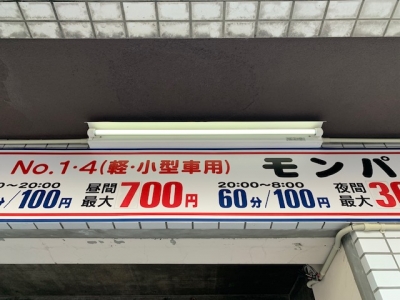 No.1·4(軽·小型車用) モンパ
0~20:00 昼間 20:00~8:00 夜間
分/100円 最大700円 60分/100円 最大